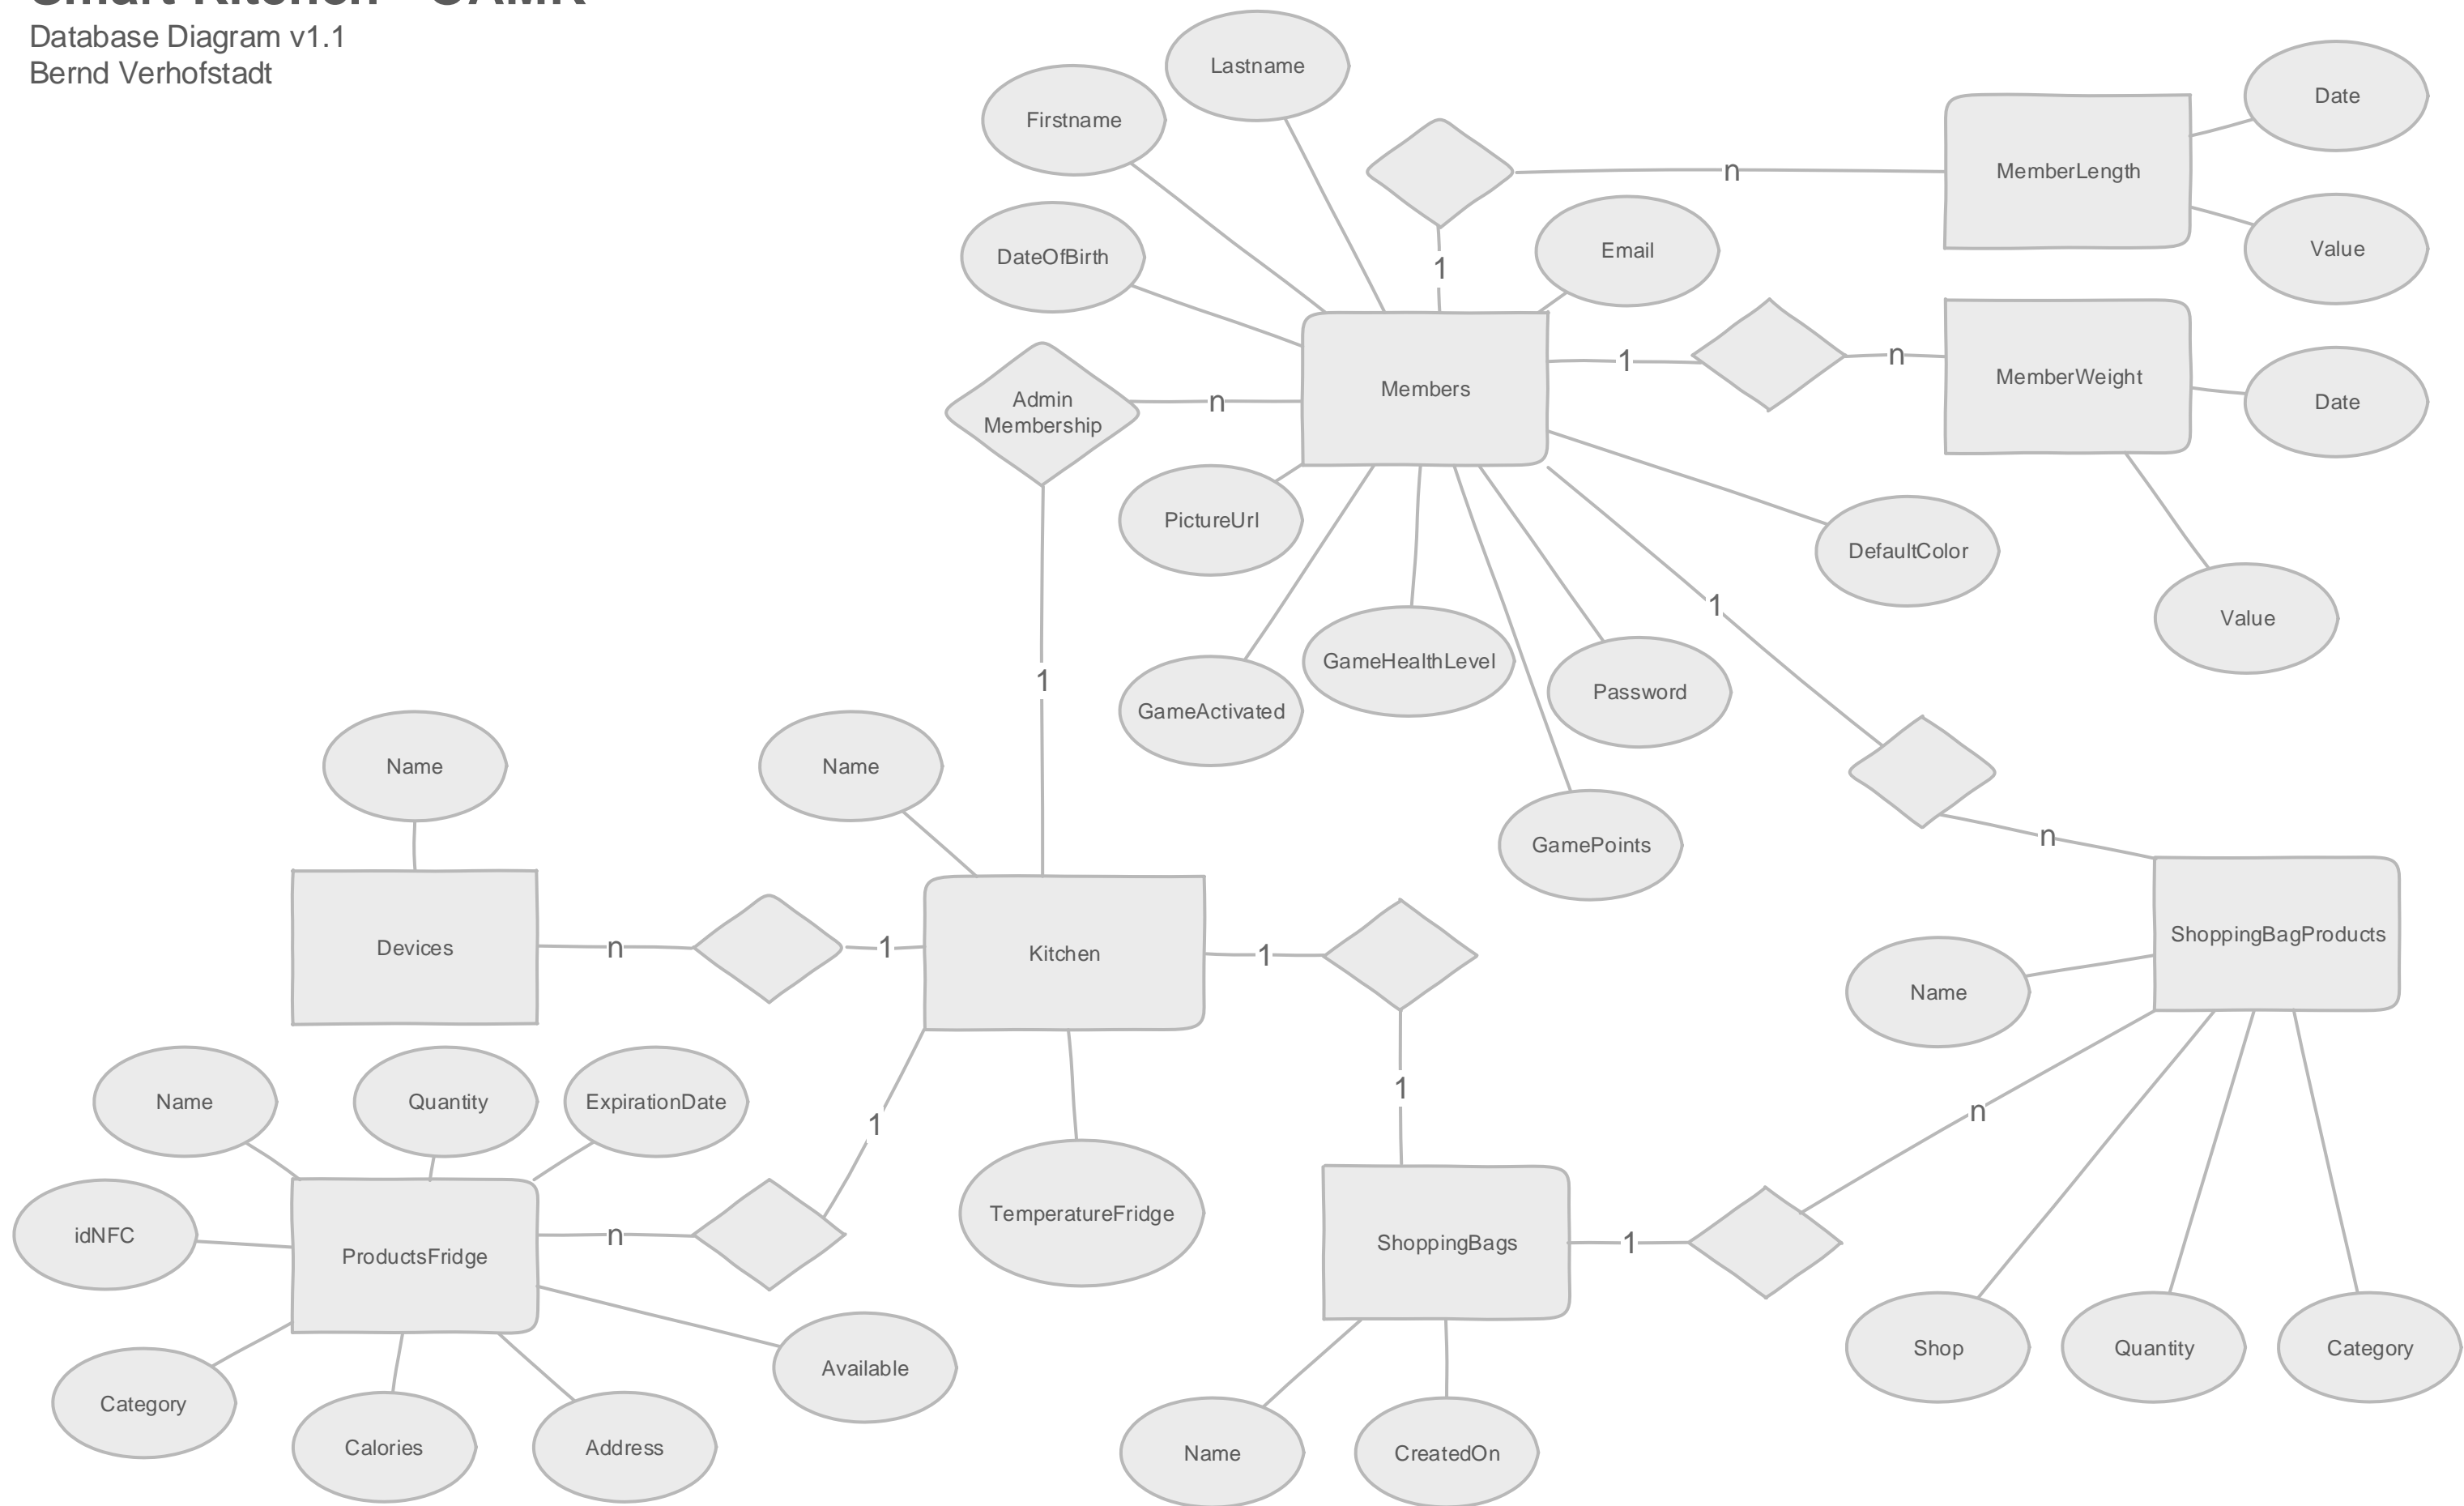 Database Diagram v1.1
Bernd Verhofstadt
Lastname
Firstname
Date
MemberLength
n
DateOfBirth
Email
Value
1
Members
1
n
MemberWeight
Admin
Membership
n
Date
PictureUrl
DefaultColor
1
Value
GameHealthLevel
1
Password
GameActivated
Name
Name
GamePoints
n
Devices
n
1
Kitchen
1
ShoppingBagProducts
Name
1
n
Name
Quantity
ExpirationDate
1
TemperatureFridge
idNFC
ProductsFridge
n
ShoppingBags
1
Available
Shop
Quantity
Category
Category
Calories
Address
Name
CreatedOn